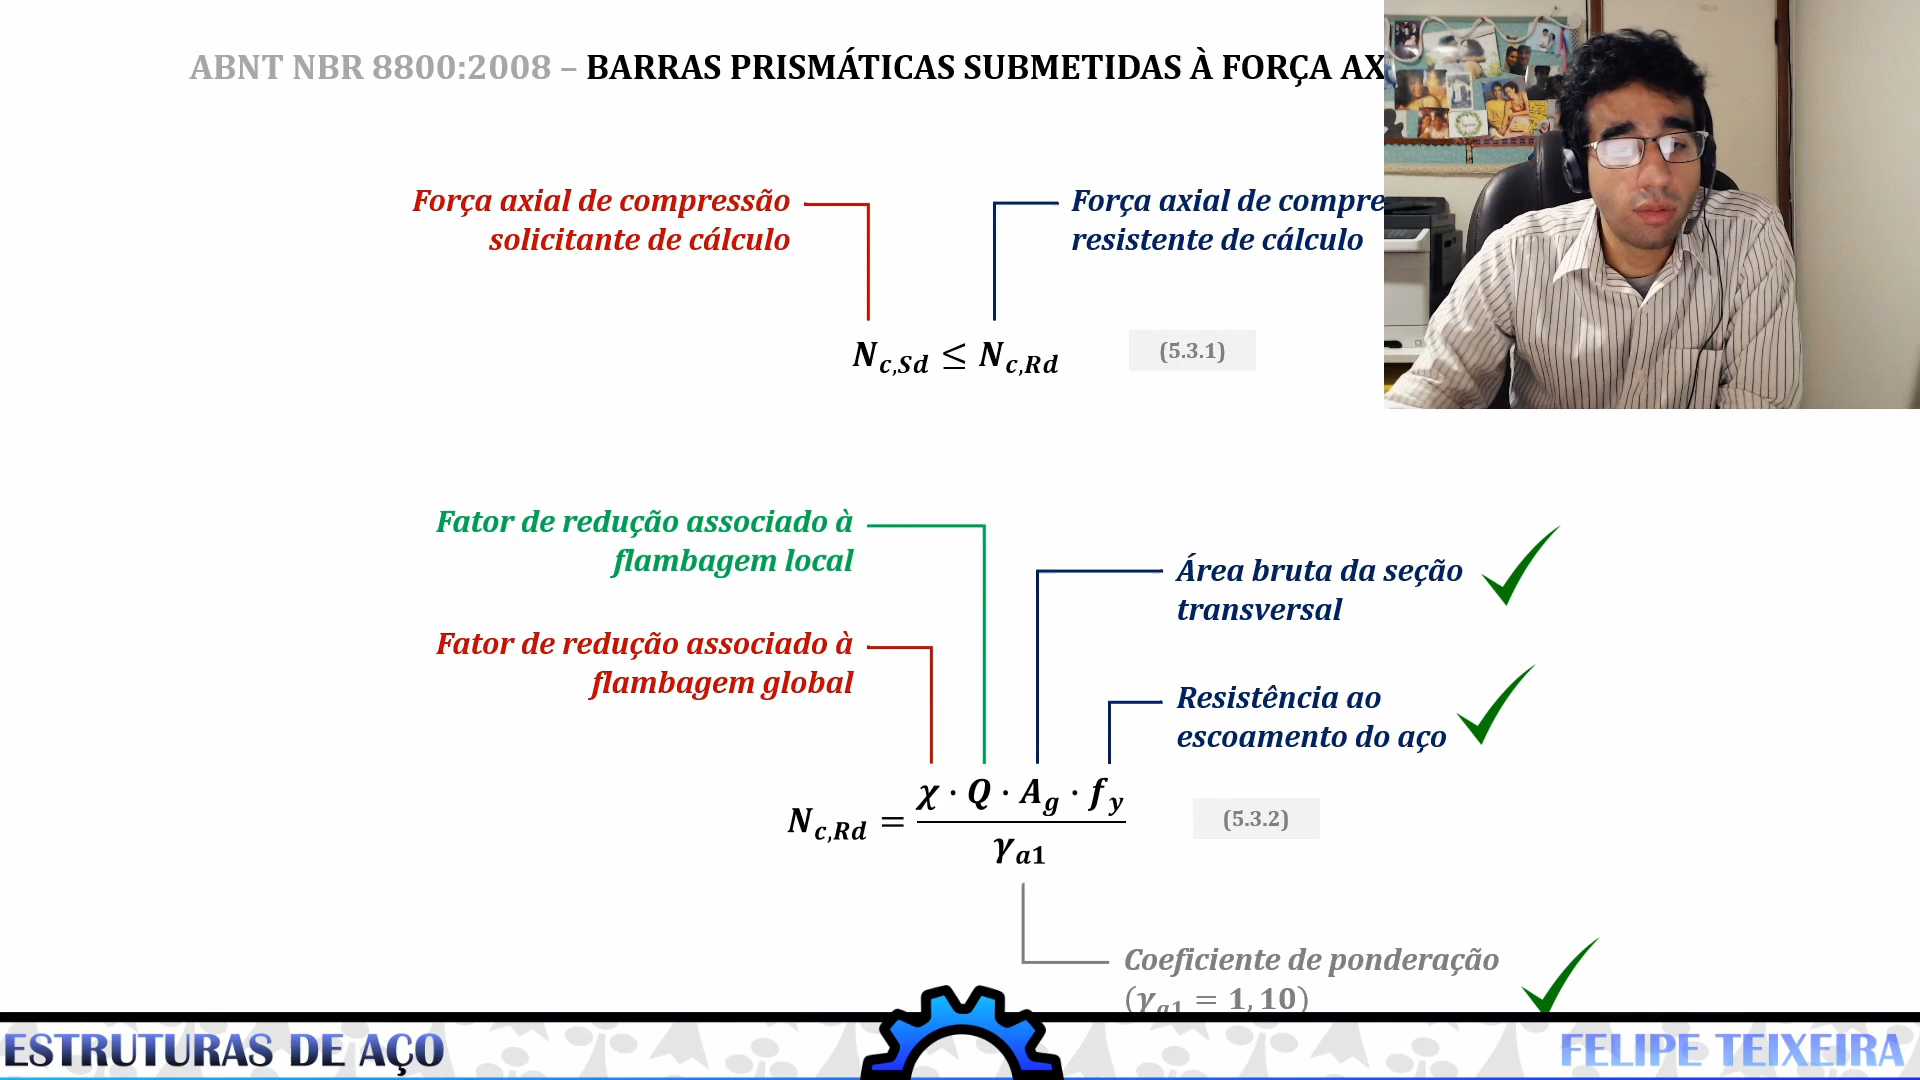 ABNT NBR 8800:2008 – BARRAS PRISMÁTICAS SUBMETIDAS À FORÇA AX
Força axial de compressão
solicitante de cálculo
Força axial de compre
resistente de cálculo
N_{c,Sd} ≤ N_{c,Rd}
(5.3.1)
Fator de redução associado à
flambagem local
Fator de redução associado à
flambagem global
Área bruta da seção
transversal
Resistência ao
escoamento do aço
N_{c,Rd} = \frac{χ · Q · A_g · f_y}{γ_{a1}}
(5.3.2)
Coeficiente de ponderação
(γ_{a1} = 1,10)
ESTRUTURAS DE AÇO
FELIPE TEIXEIRA